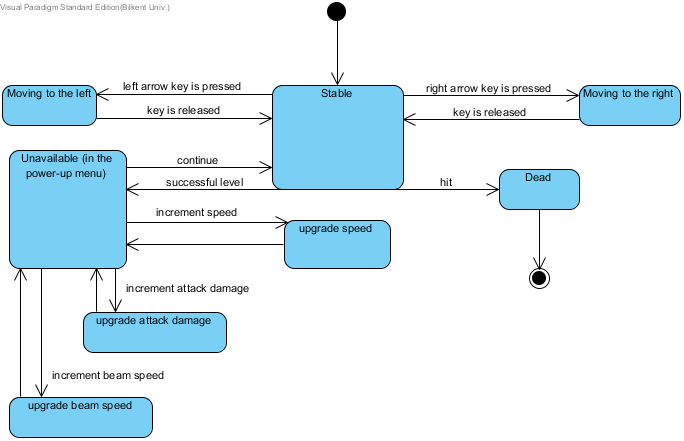 Visual Paradigm Standard Edition(Bilkent Univ.)
left arrow key is pressed
Moving to the left
Stable
right arrow key is pressed
Moving to the right
key is released
key is released
Unavailable (in the
power-up menu)
continue
successful level
hit
Dead
increment speed
upgrade speed
increment attack damage
upgrade attack damage
increment beam speed
upgrade beam speed